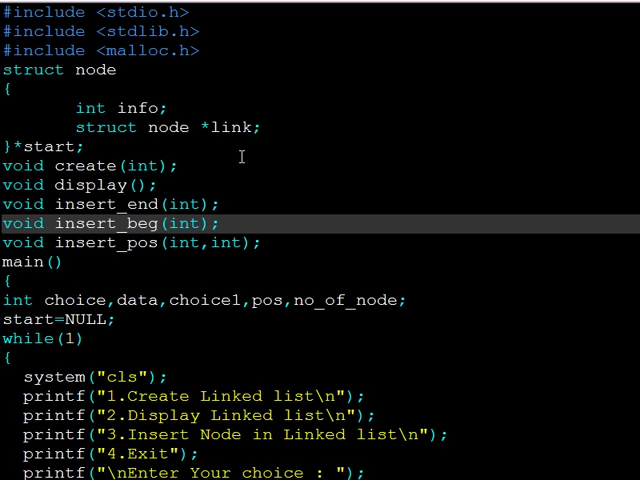 #include <stdio.h>
#include <stdlib.h>
#include <malloc.h>
struct node
{
int info;
struct node *link;
}*start;
void create(int);
void display();
void insert_end(int);
void insert_beg(int);
void insert_pos(int,int);
main()
{
int choice,data,choice1,pos,no_of_node;
start=NULL;
while(1)
{
system("cls");
printf("1.Create Linked list\n");
printf("2.Display Linked list\n");
printf("3.Insert Node in Linked list\n");
printf("4.Exit");
printf("\nEnter Your choice : ");